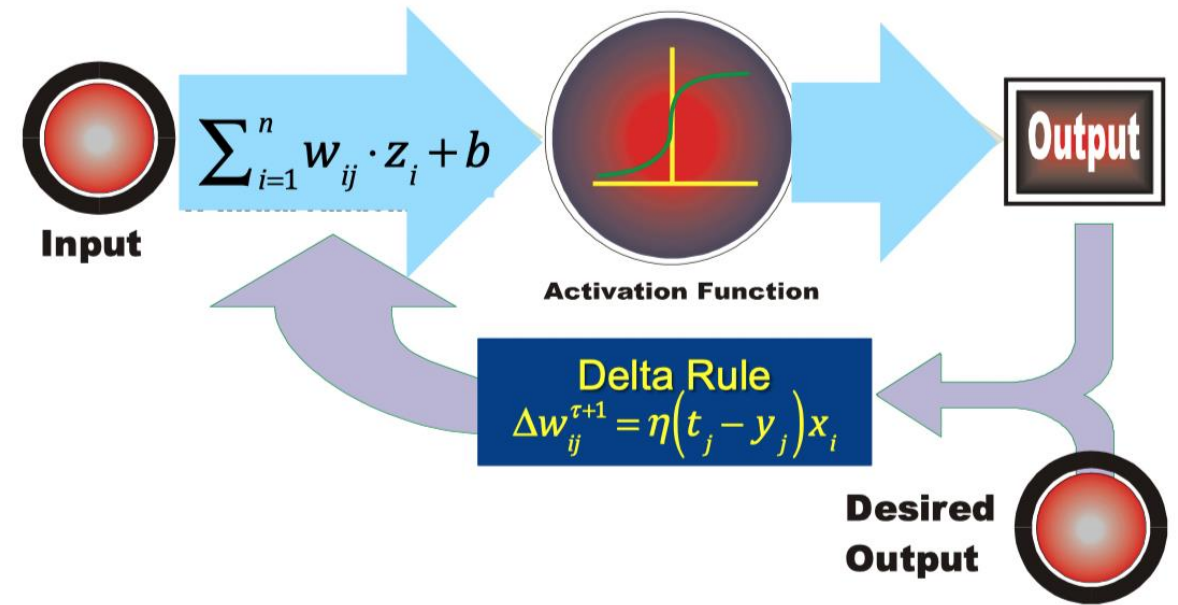 Input
∑_{i=1}^{n} w_{ij} · z_i + b
Activation Function
Output
Delta Rule
Δw_{ij}^{τ+1} = η(t_j − y_j)x_i
Desired
Output